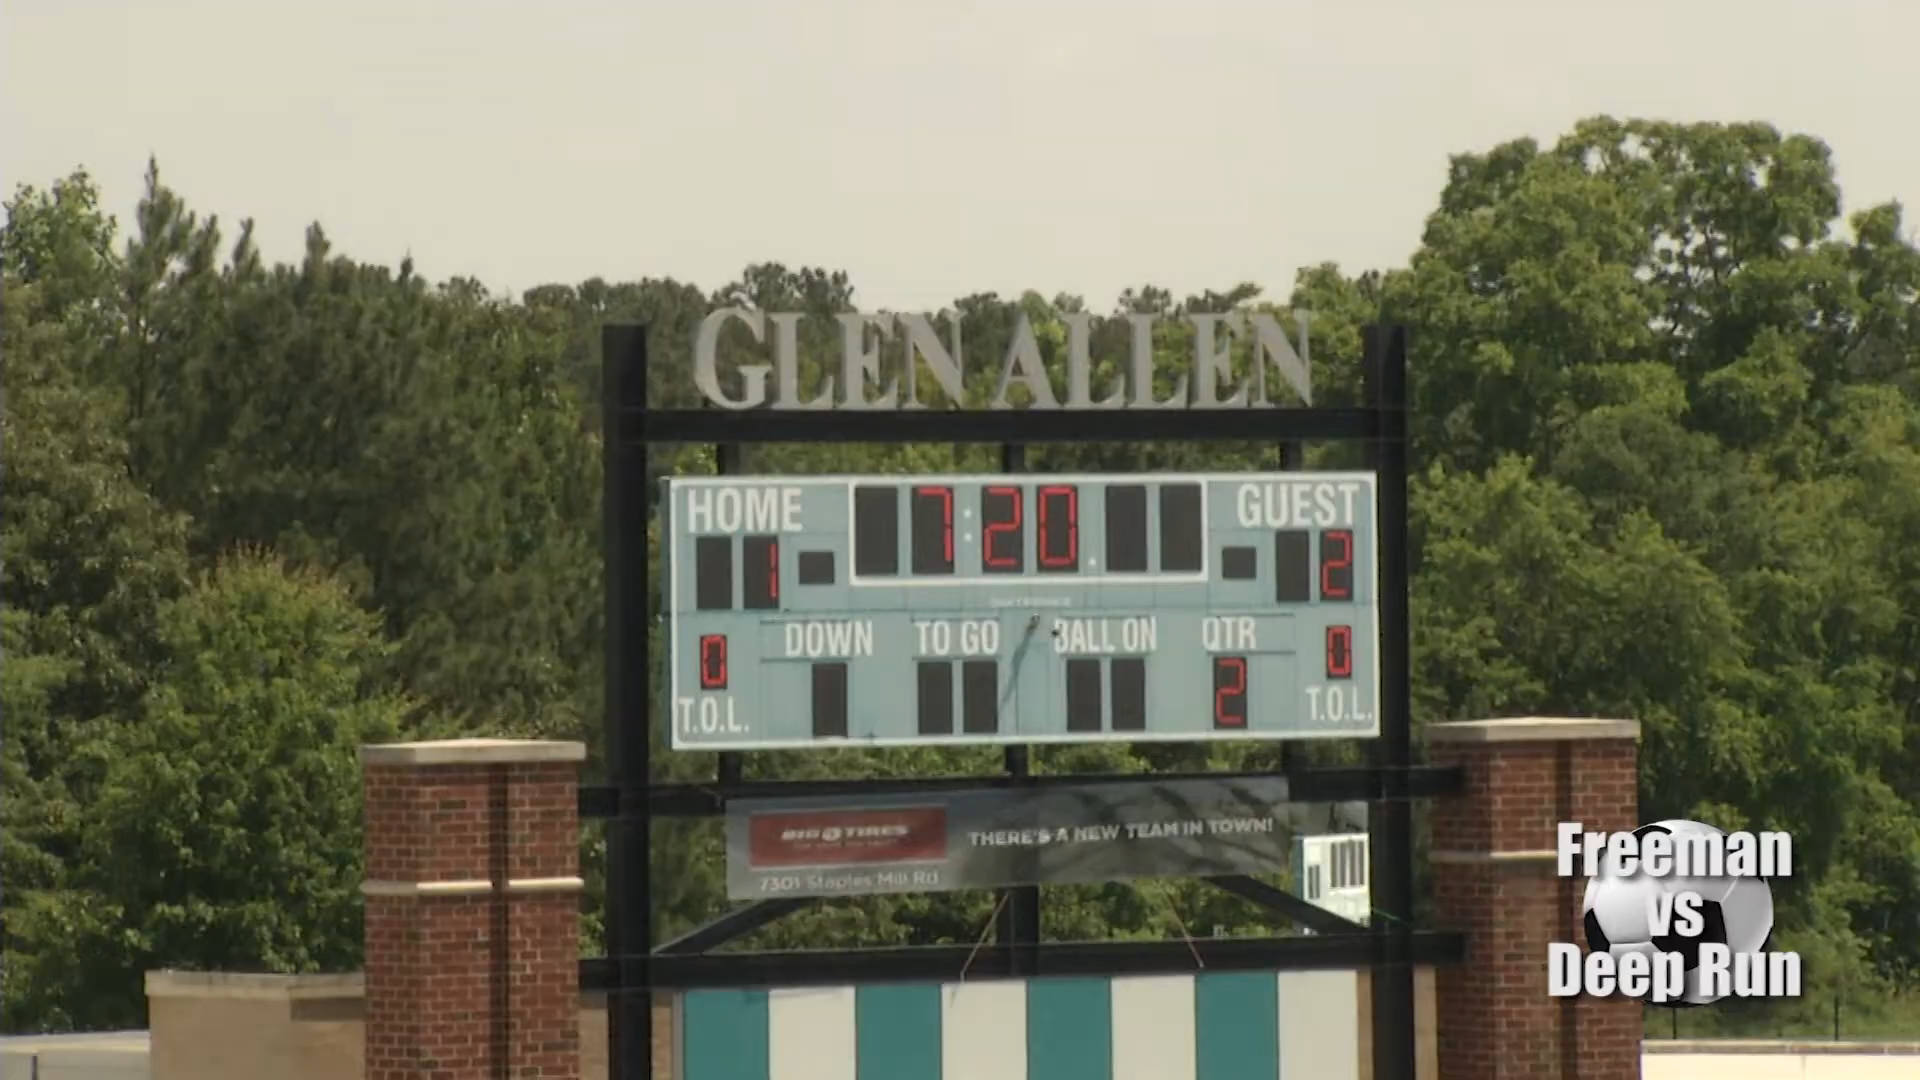 GLEN ALLEN
HOME 7:20. GUEST
1 2
DOWN TO GO BALL ON QTR
0 2 0
T.O.L. T.O.L.
BIG O TIRES THERE'S A NEW TEAM IN TOWN!
7301 Staples Mill Rd
Freeman
vs
Deep Run